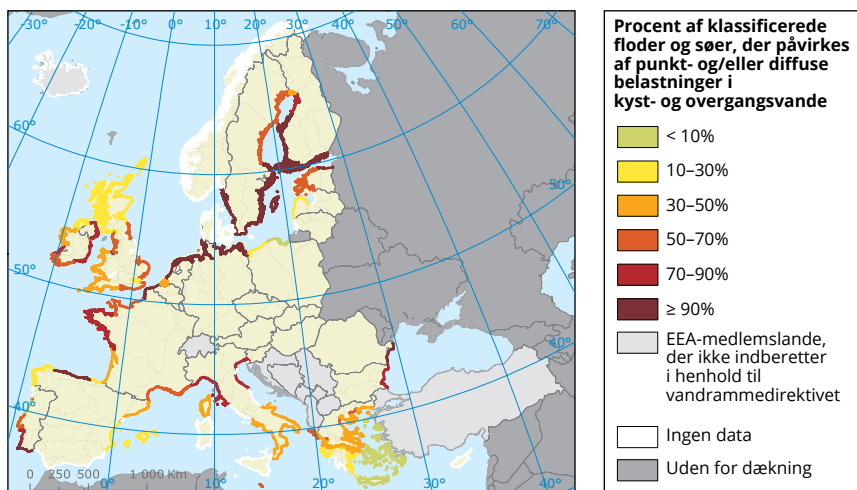 -30°
-20°
-10°
0°
10°
20°
30°
40°
50°
60°
70°
60°
50°
50°
40°
40°
0 250 500 1 000 Km
0°
10°
20°
30°
40°
Procent af klassificerede
floder og søer, der påvirkes
af punkt- og/eller diffuse
belastninger i
kyst- og overgangsvande
< 10%
10–30%
30–50%
50–70%
70–90%
≥ 90%
EEA-medlemslande,
der ikke indberetter
i henhold til
vandrammedirektivet
Ingen data
Uden for dækning